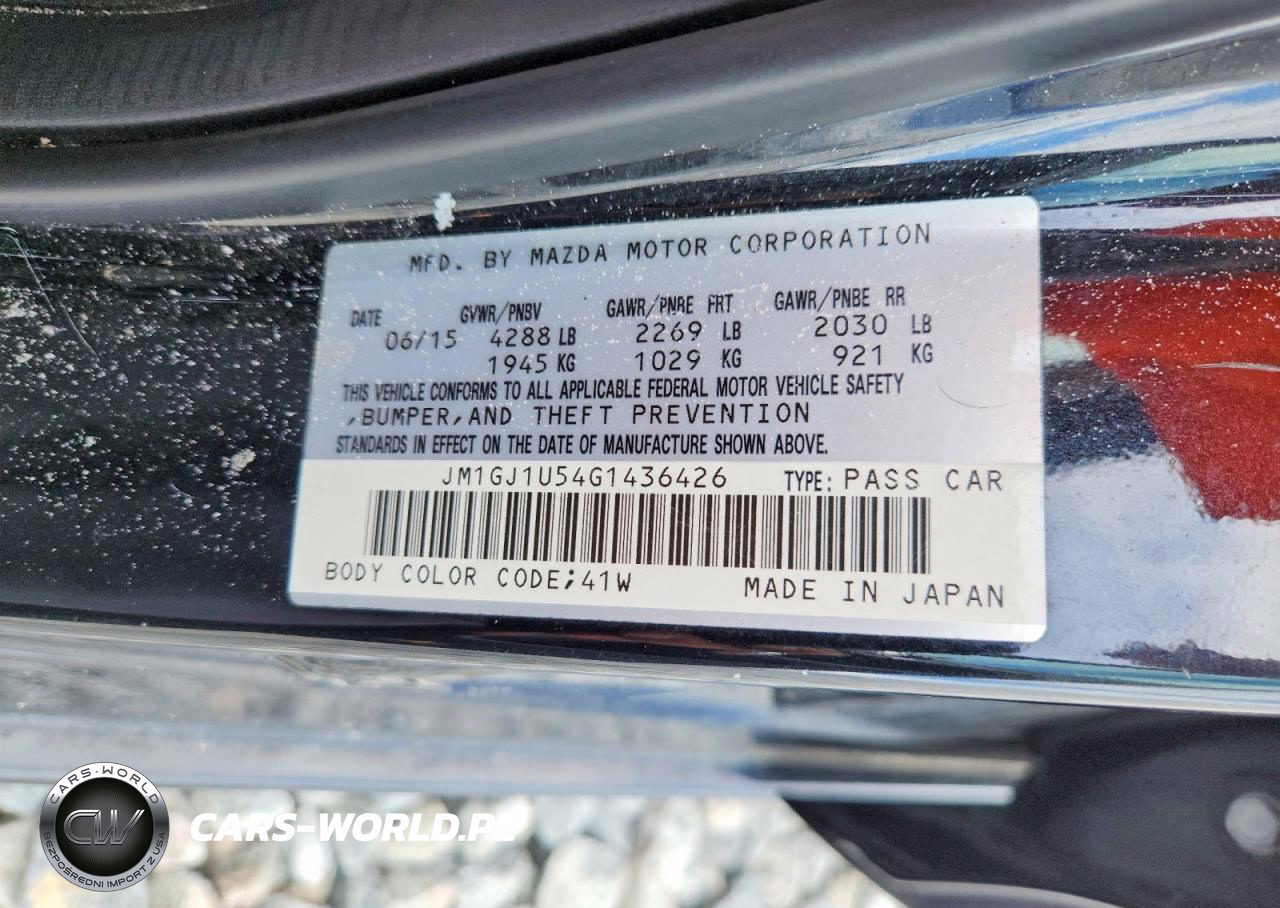 MFD. BY MAZDA MOTOR CORPORATION
DATE GVWR/PNBV GAWR/PNBE FRT GAWR/PNBE RR
06/15 4288 LB 2269 LB 2030 LB
1945 KG 1029 KG 921 KG
THIS VEHICLE CONFORMS TO ALL APPLICABLE FEDERAL MOTOR VEHICLE SAFETY
,BUMPER,AND THEFT PREVENTION
STANDARDS IN EFFECT ON THE DATE OF MANUFACTURE SHOWN ABOVE.
JM1GJ1U54G1436426 TYPE: PASS CAR
BODY COLOR CODE;41W MADE IN JAPAN
CARS-WORLD
CW
BEZPOŚREDNI IMPORT Z USA
CARS-WORLD.PL